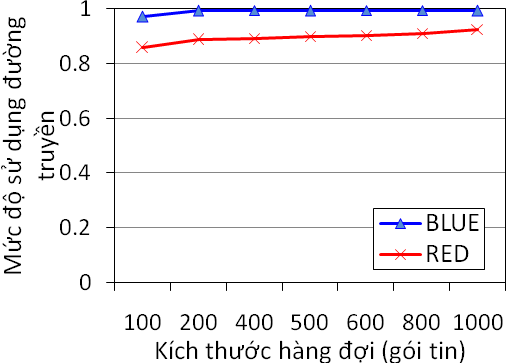 Mức độ sử dụng đường
truyền
1
0.8
0.6
0.4
0.2
0
BLUE
RED
100 200 400 500 600 800 1000
Kích thước hàng đợi (gói tin)